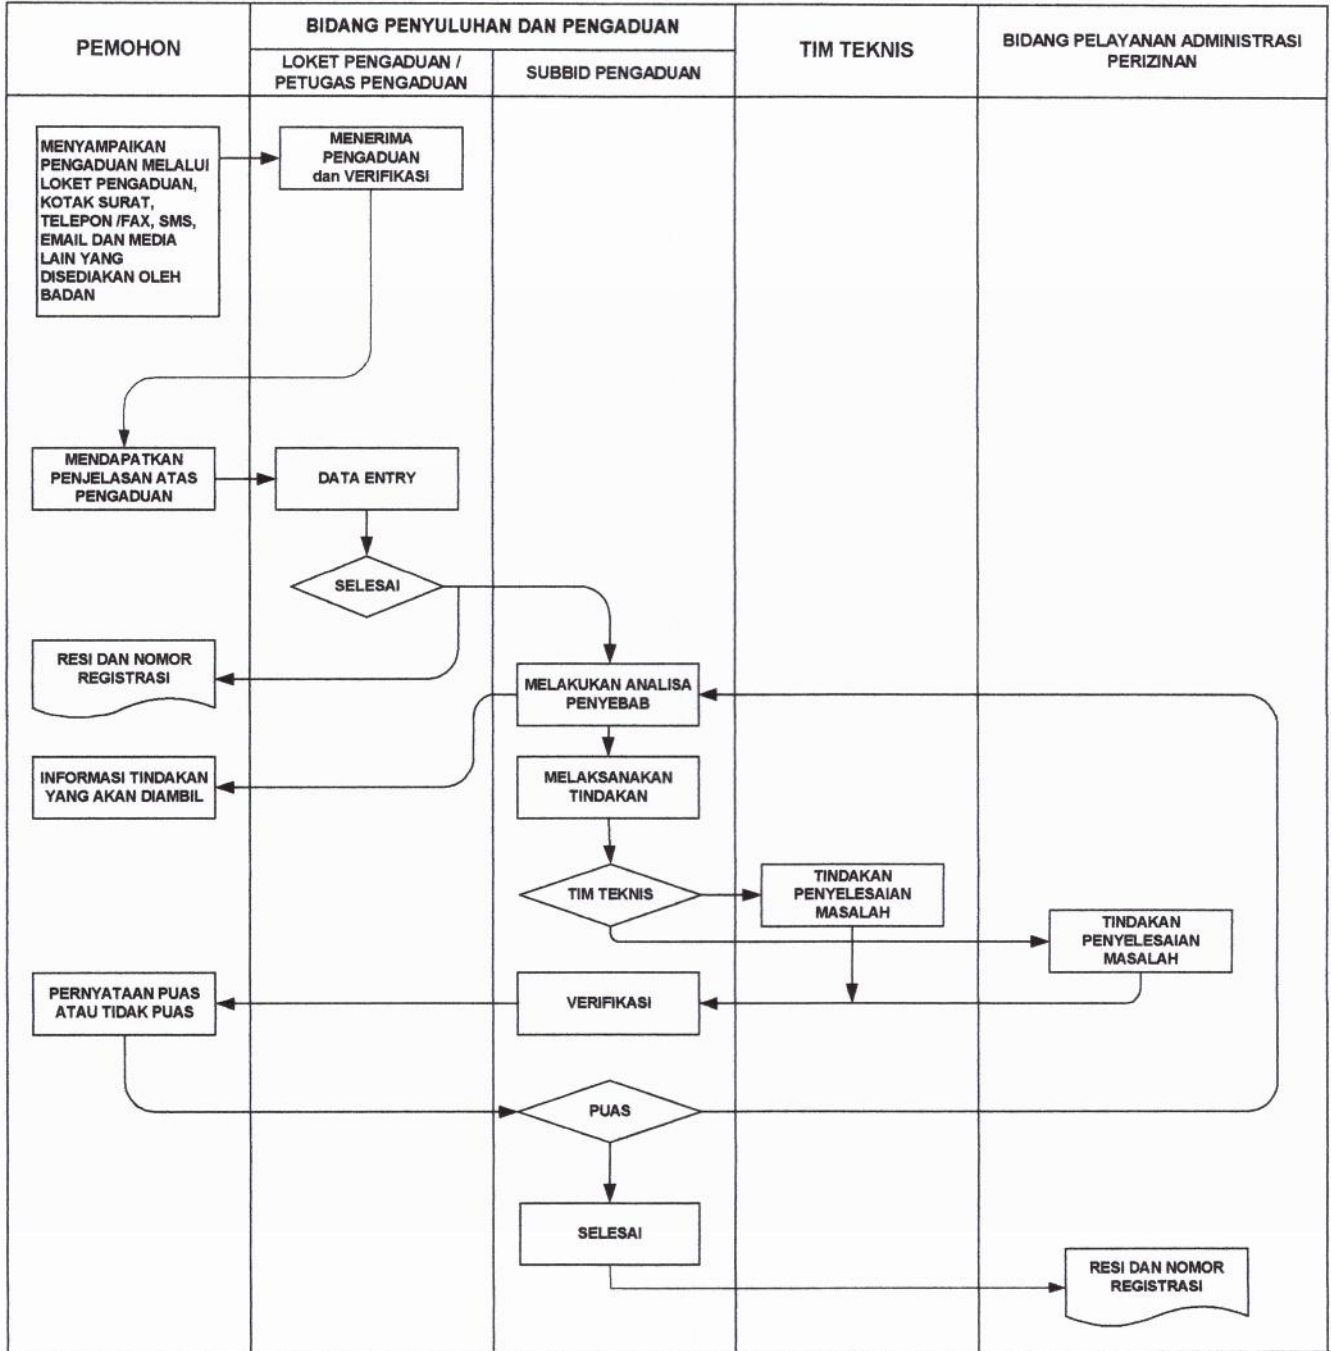 PEMOHON
BIDANG PENYULUHAN DAN PENGADUAN
LOKET PENGADUAN /
PETUGAS PENGADUAN
SUBBID PENGADUAN
TIM TEKNIS
BIDANG PELAYANAN ADMINISTRASI
PERIZINAN
MENYAMPAIKAN
PENGADUAN MELALUI
LOKET PENGADUAN,
KOTAK SURAT,
TELEPON /FAX, SMS,
EMAIL DAN MEDIA
LAIN YANG
DISEDIAKAN OLEH
BADAN
MENERIMA
PENGADUAN
dan VERIFIKASI
MENDAPATKAN
PENJELASAN ATAS
PENGADUAN
DATA ENTRY
SELESAI
RESI DAN NOMOR
REGISTRASI
MELAKUKAN ANALISA
PENYEBAB
INFORMASI TINDAKAN
YANG AKAN DIAMBIL
MELAKSANAKAN
TINDAKAN
TIM TEKNIS
TINDAKAN
PENYELESAIAN
MASALAH
TINDAKAN
PENYELESAIAN
MASALAH
PERNYATAAN PUAS
ATAU TIDAK PUAS
VERIFIKASI
PUAS
SELESAI
RESI DAN NOMOR
REGISTRASI